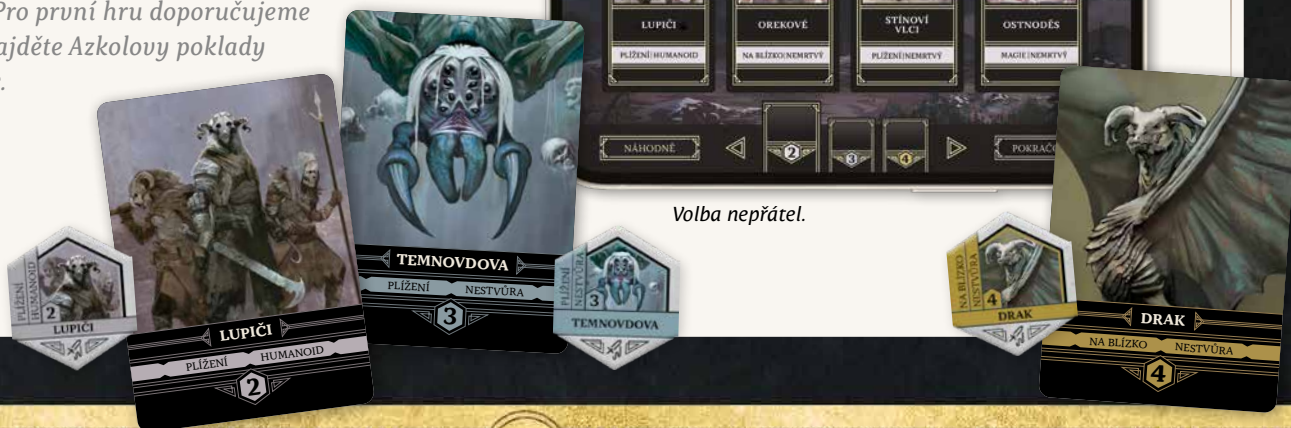 Pro první hru doporučujeme
ajděte Azkolovy poklady
LUPIČI
PLÍŽENÍ HUMANOID
OREKOVÉ
NA BLÍZKO NEMRTVÝ
STÍNOVÍ
VLCI
PLÍŽENÍ NEMRTVÝ
OSTNODĚS
MAGIE NEMRTVÝ
NÁHODNĚ
2
3
4
POKRAČO
Volba nepřátel.
PLÍŽENÍ
HUMANOID
2
LUPIČI
LUPIČI
PLÍŽENÍ HUMANOID
2
TEMNOVDOVA
PLÍŽENÍ NESTVŮRA
3
PLÍŽENÍ
NESTVŮRA
3
TEMNOVDOVA
NA BLÍZKO
NESTVŮRA
4
DRAK
DRAK
NA BLÍZKO NESTVŮRA
4